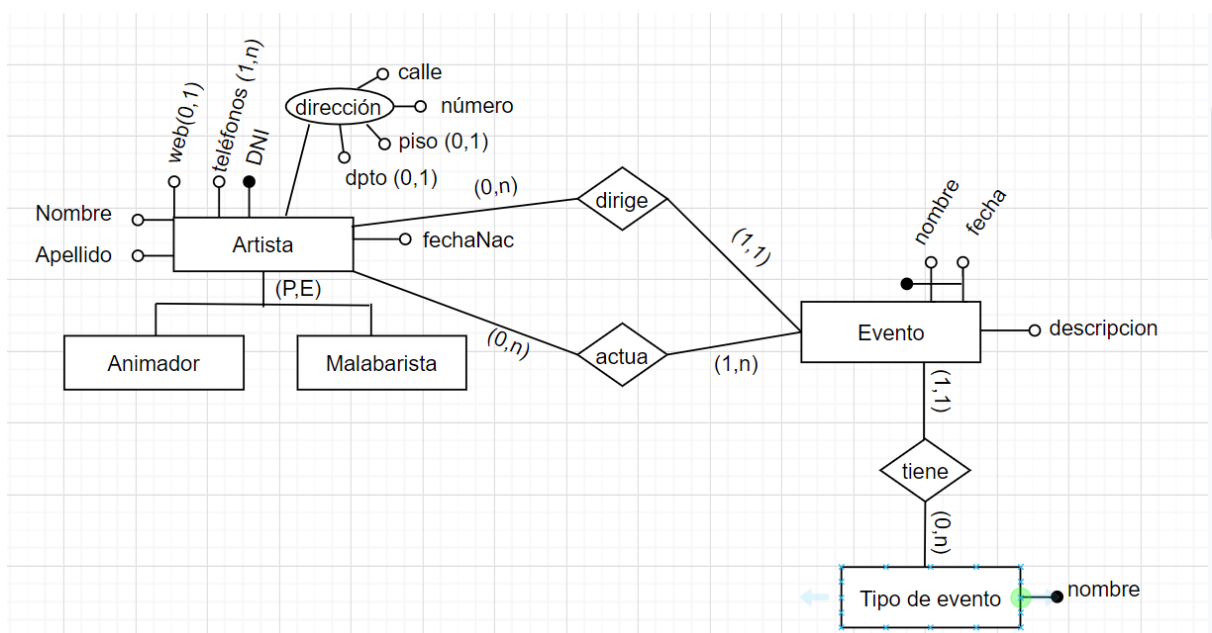 calle
dirección
número
piso (0,1)
dpto (0,1)
web(0,1)
teléfonos (1,n)
DNI
Nombre
Apellido
Artista
fechaNac
(P,E)
Animador
Malabarista
(0,n)
dirige
(1,1)
(0,n)
actua
(1,n)
nombre
fecha
Evento
descripcion
(1,1)
tiene
(0,n)
Tipo de evento
nombre